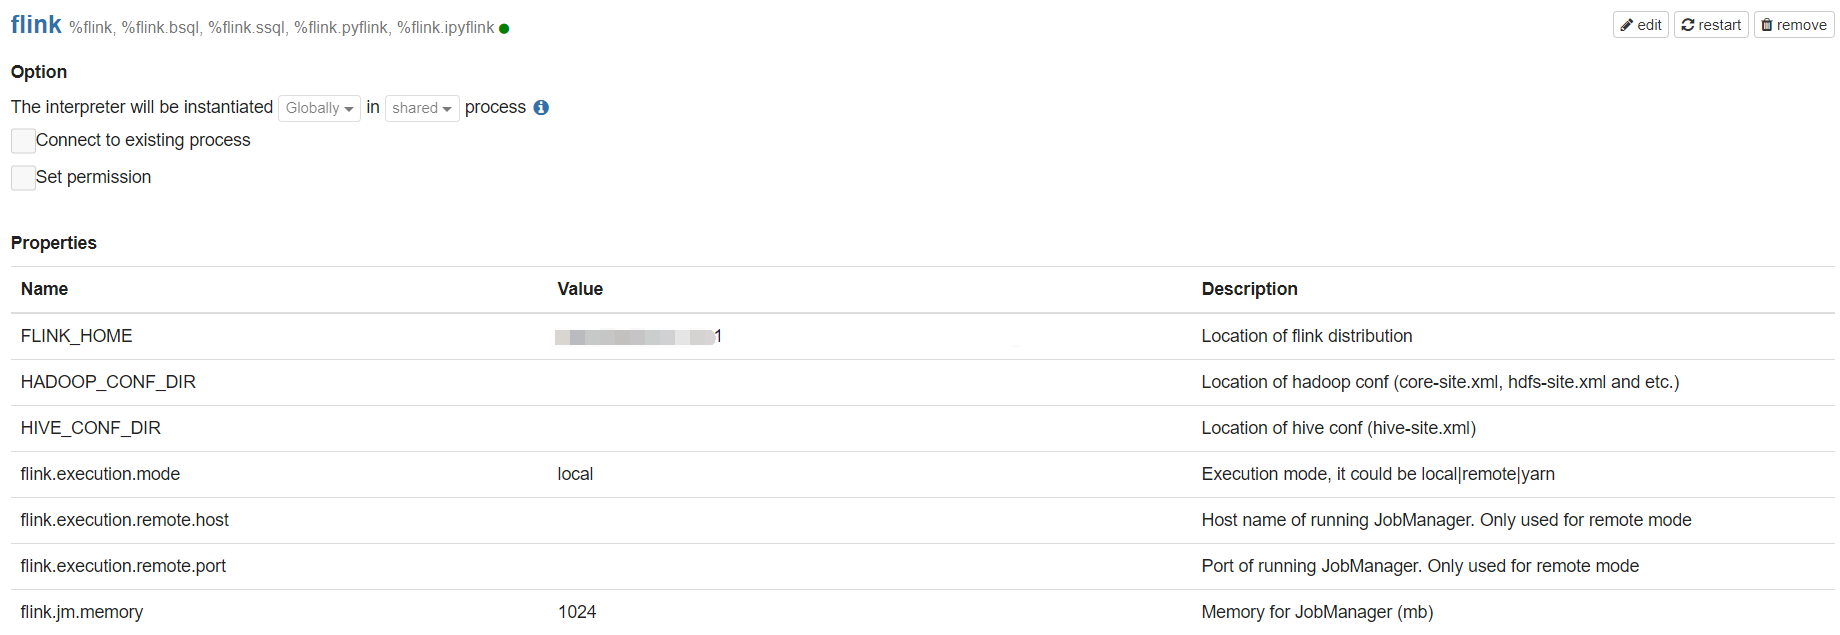 flink %flink, %flink.bsql, %flink.ssql, %flink.pyflink, %flink.ipyflink edit restart remove
Option
The interpreter will be instantiated Globally in shared process
Connect to existing process
Set permission
Properties
Name Value Description
FLINK_HOME 1 Location of flink distribution
HADOOP_CONF_DIR Location of hadoop conf (core-site.xml, hdfs-site.xml and etc.)
HIVE_CONF_DIR Location of hive conf (hive-site.xml)
flink.execution.mode local Execution mode, it could be local|remote|yarn
flink.execution.remote.host Host name of running JobManager. Only used for remote mode
flink.execution.remote.port Port of running JobManager. Only used for remote mode
flink.jm.memory 1024 Memory for JobManager (mb)